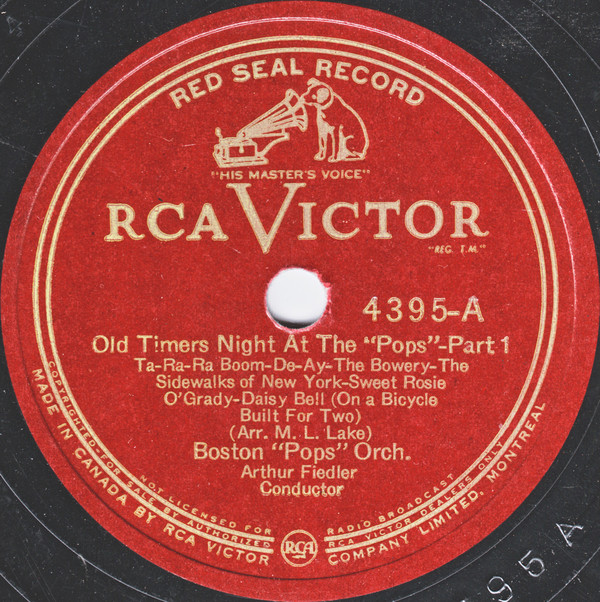 RED SEAL RECORD
"HIS MASTER'S VOICE"
RCA VICTOR
"REG. T.M."
4395-A
Old Timers Night At The "Pops"-Part 1
Ta-Ra-Ra Boom-De-Ay-The Bowery-The
Sidewalks of New York-Sweet Rosie
O'Grady-Daisy Bell (On a Bicycle
Built For Two)
(Arr. M. L. Lake)
Boston "Pops" Orch.
Arthur Fiedler
Conductor
COPYRIGHTED FOR SALE BY AUTHORIZED RCA VICTOR DEALERS ONLY
NOT LICENSED FOR RADIO BROADCAST
MADE IN CANADA BY RCA VICTOR COMPANY LIMITED, MONTREAL
RCA
95 A